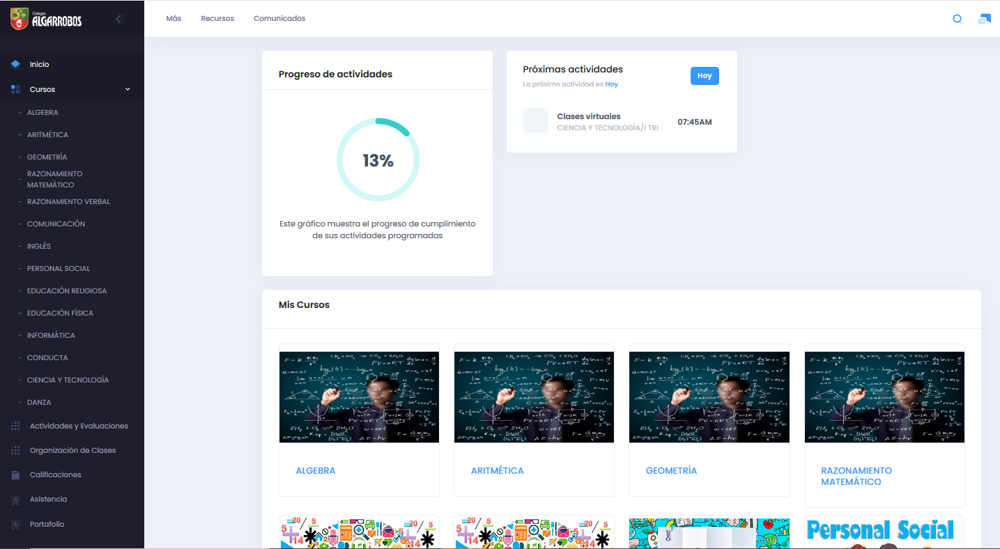 Colegio
ALGARROBOS
Más
Recursos
Comunicados
Inicio
Cursos
- ALGEBRA
- ARITMÉTICA
- GEOMETRÍA
- RAZONAMIENTO
MATEMÁTICO
- RAZONAMIENTO VERBAL
- COMUNICACIÓN
- INGLÉS
- PERSONAL SOCIAL
- EDUCACIÓN RELIGIOSA
- EDUCACIÓN FÍSICA
- INFORMÁTICA
- CONDUCTA
- CIENCIA Y TECNOLOGÍA
- DANZA
Actividades y Evaluaciones
Organización de Clases
Calificaciones
Asistencia
Portafolio
Progreso de actividades
13%
Este gráfico muestra el progreso de cumplimiento
de sus actividades programadas
Próximas actividades
La próximo actividad es Hoy
Hoy
Clases virtuales
CIENCIA Y TECNOLOGÍA/I TRI
07:45AM
Mis Cursos
ALGEBRA
ARITMÉTICA
GEOMETRÍA
RAZONAMIENTO
MATEMÁTICO
NEWS
NEWS
Personal Social